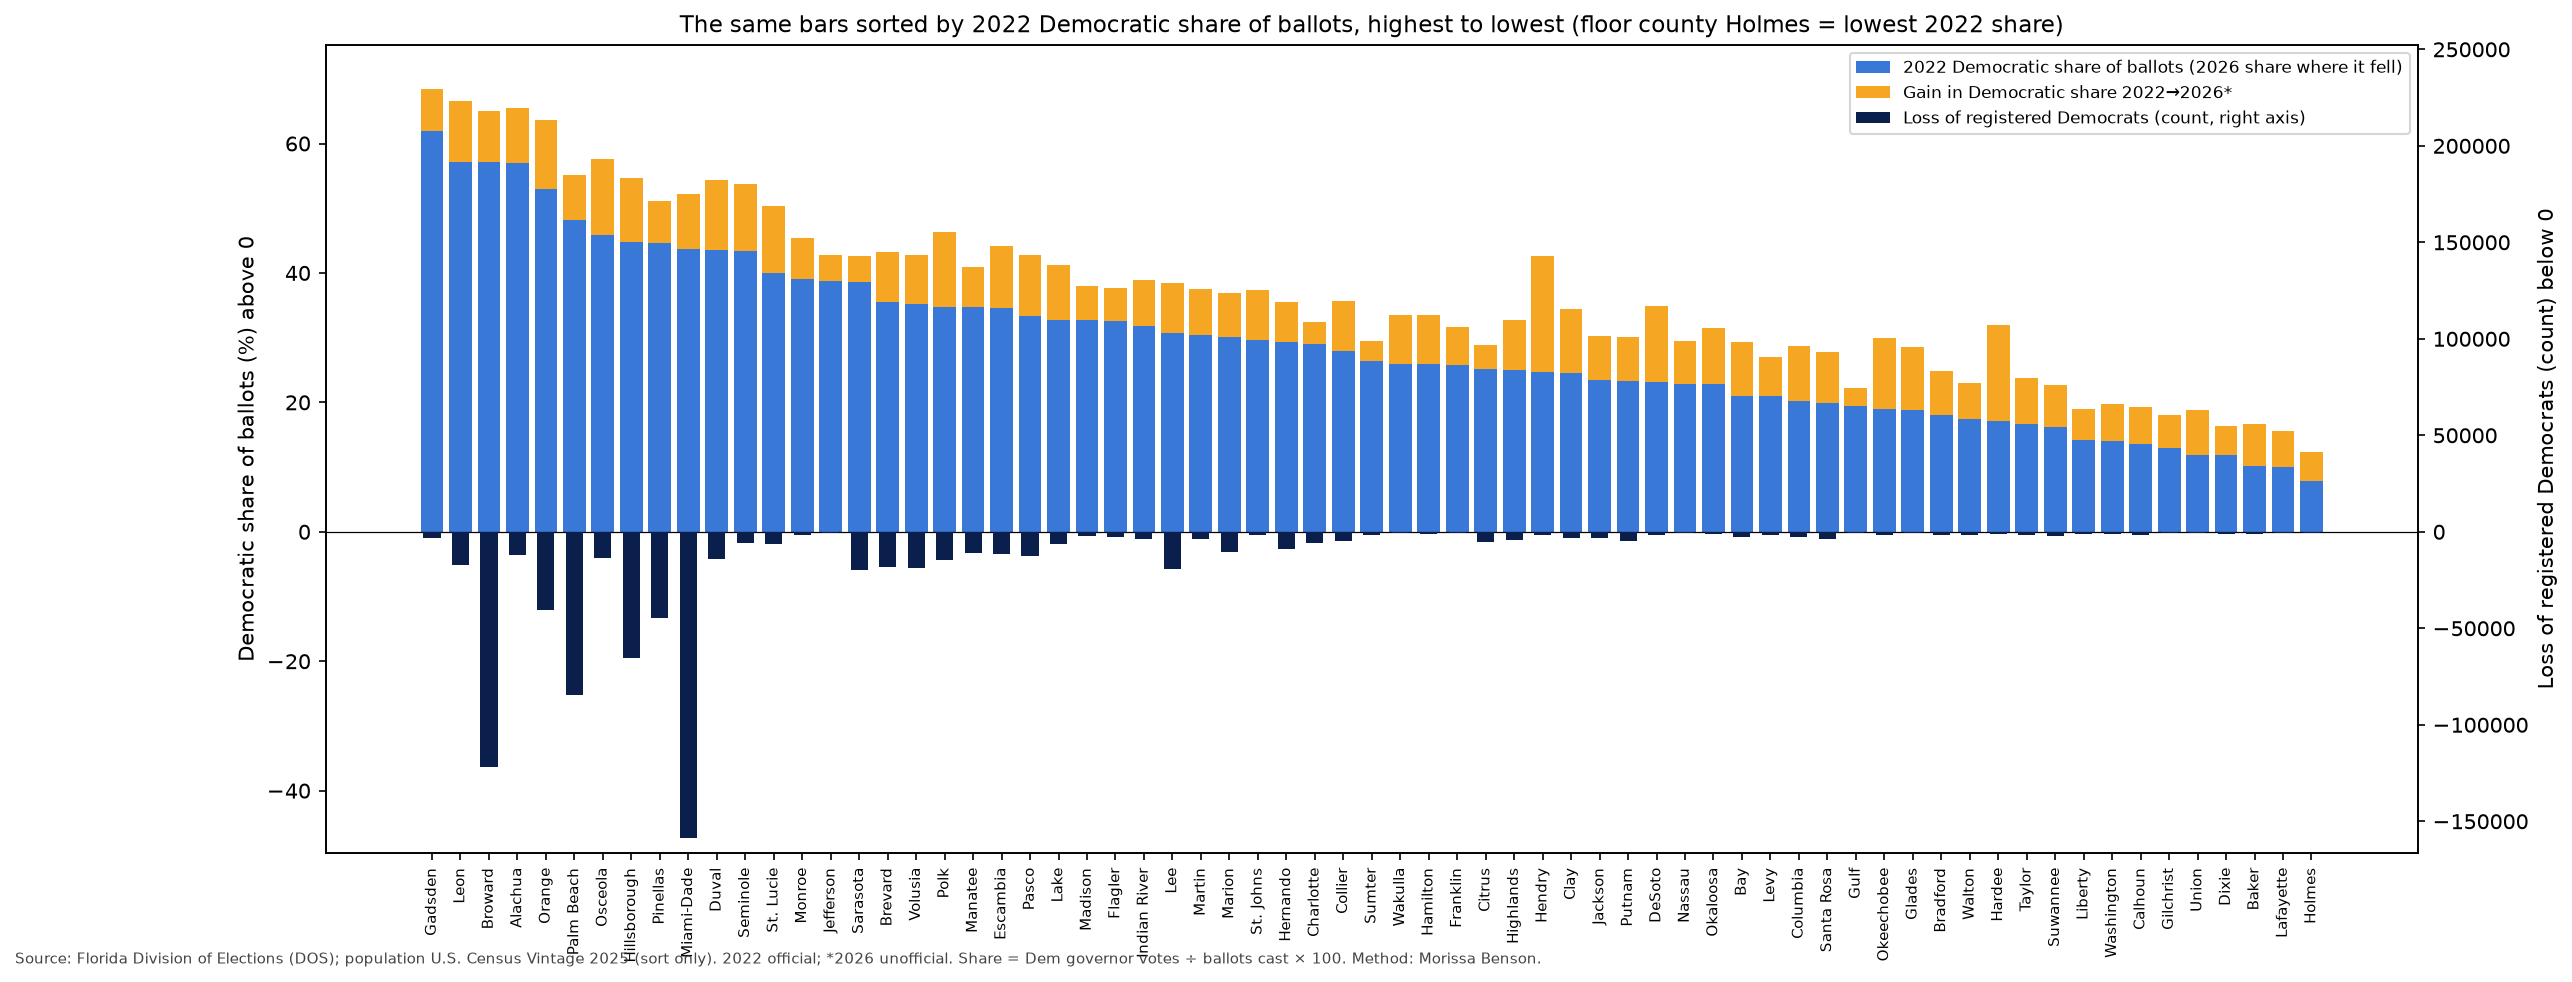 The same bars sorted by 2022 Democratic share of ballots, highest to lowest (floor county Holmes = lowest 2022 share)
2022 Democratic share of ballots (2026 share where it fell)
Gain in Democratic share 2022→2026*
Loss of registered Democrats (count, right axis)
Democratic share of ballots (%) above 0
60
40
20
0
−20
−40
250000
200000
150000
100000
50000
0
−50000
−100000
−150000
Loss of registered Democrats (count) below 0
Gadsden
Leon
Broward
Alachua
Orange
Palm Beach
Osceola
Hillsborough
Pinellas
Miami-Dade
Duval
Seminole
St. Lucie
Monroe
Jefferson
Sarasota
Brevard
Volusia
Polk
Manatee
Escambia
Pasco
Lake
Madison
Flagler
Indian River
Lee
Martin
Marion
St. Johns
Hernando
Charlotte
Collier
Sumter
Wakulla
Hamilton
Franklin
Citrus
Highlands
Hendry
Clay
Jackson
Putnam
DeSoto
Nassau
Okaloosa
Bay
Levy
Columbia
Santa Rosa
Gulf
Okeechobee
Glades
Bradford
Walton
Hardee
Taylor
Suwannee
Liberty
Washington
Calhoun
Gilchrist
Union
Dixie
Baker
Lafayette
Holmes
Source: Florida Division of Elections (DOS); population U.S. Census Vintage 2025 (sort only). 2022 official; *2026 unofficial. Share = Dem governor votes ÷ ballots cast × 100. Method: Morissa Benson.